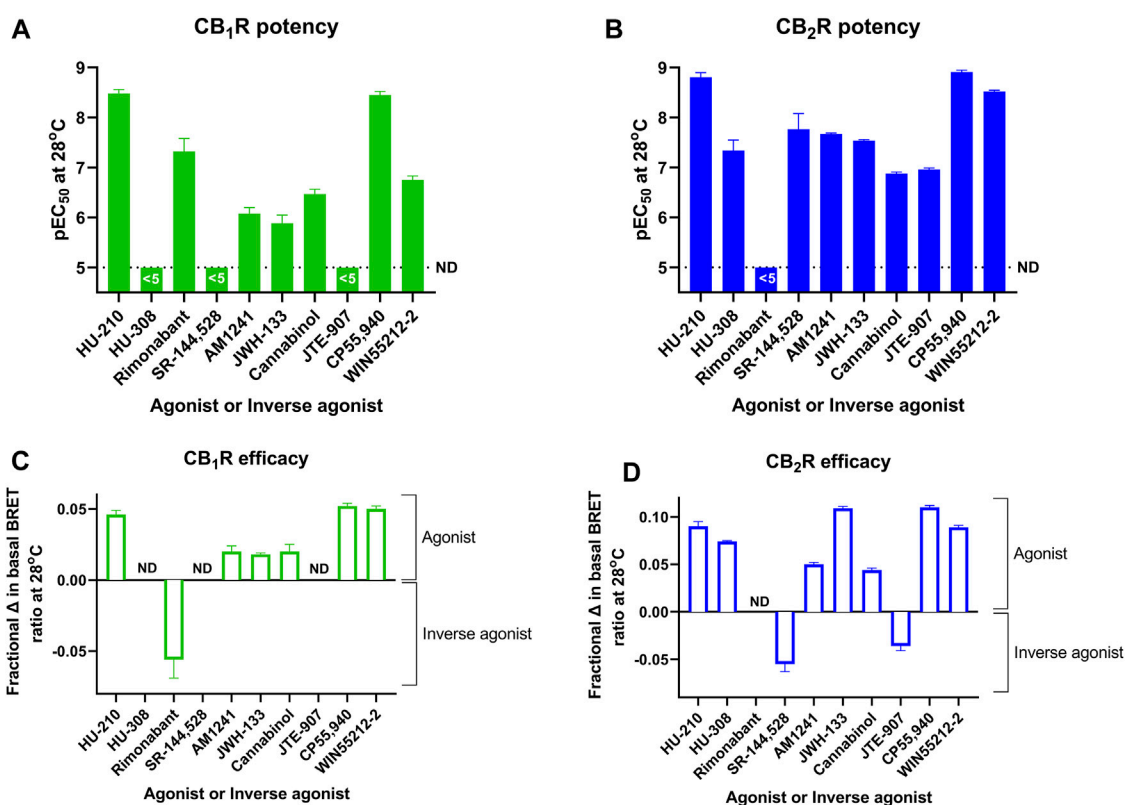 A
CB₁R potency
pEC₅₀ at 28°C
9
8
7
6
5
<5
<5
<5
ND
HU-210
HU-308
Rimonabant
SR-144,528
AM1241
JWH-133
Cannabinol
JTE-907
CP55,940
WIN55212-2
Agonist or Inverse agonist
B
CB₂R potency
pEC₅₀ at 28°C
9
8
7
6
5
<5
ND
HU-210
HU-308
Rimonabant
SR-144,528
AM1241
JWH-133
Cannabinol
JTE-907
CP55,940
WIN55212-2
Agonist or Inverse agonist
C
CB₁R efficacy
Fractional Δ in basal BRET
ratio at 28°C
0.05
0.00
-0.05
ND
ND
ND
Agonist
Inverse agonist
HU-210
HU-308
Rimonabant
SR-144,528
AM1241
JWH-133
Cannabinol
JTE-907
CP55,940
WIN55212-2
Agonist or Inverse agonist
D
CB₂R efficacy
Fractional Δ in basal BRET
ratio at 28°C
0.10
0.05
0.00
-0.05
ND
Agonist
Inverse agonist
HU-210
HU-308
Rimonabant
SR-144,528
AM1241
JWH-133
Cannabinol
JTE-907
CP55,940
WIN55212-2
Agonist or Inverse agonist